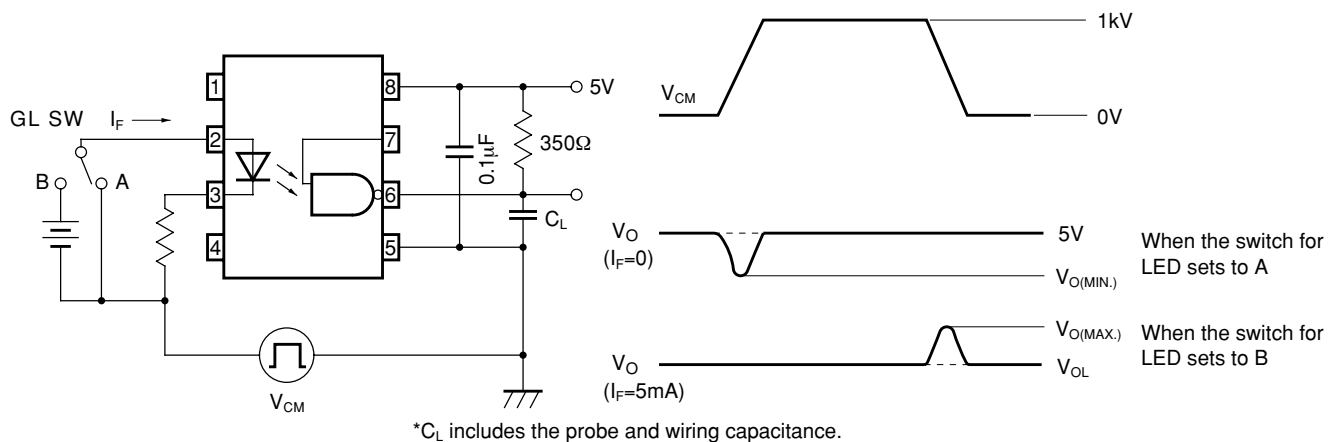 GL SW
I_F
B
A
1
2
3
4
8
7
6
5
5V
350Ω
0.1µF
C_L
V_CM
*C_L includes the probe and wiring capacitance.
V_CM
1kV
0V
V_O
(I_F=0)
5V
V_O(MIN.)
When the switch for
LED sets to A
V_O
(I_F=5mA)
V_O(MAX.)
V_OL
When the switch for
LED sets to B